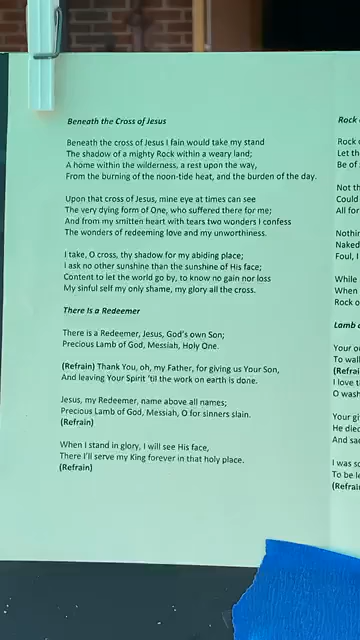 Beneath the Cross of Jesus
Beneath the cross of Jesus I fain would take my stand
The shadow of a mighty Rock within a weary land;
A home within the wilderness, a rest upon the way,
From the burning of the noon-tide heat, and the burden of the day.
Upon that cross of Jesus, mine eye at times can see
The very dying form of One, who suffered there for me;
And from my smitten heart with tears two wonders I confess
The wonders of redeeming love and my unworthiness.
I take, O cross, thy shadow for my abiding place;
I ask no other sunshine than the sunshine of His face;
Content to let the world go by, to know no gain nor loss
My sinful self my only shame, my glory all the cross.
There Is a Redeemer
There is a Redeemer, Jesus, God's own Son;
Precious Lamb of God, Messiah, Holy One.
(Refrain) Thank You, oh, my Father, for giving us Your Son,
And leaving Your Spirit 'til the work on earth is done.
Jesus, my Redeemer, name above all names;
Precious Lamb of God, Messiah, O for sinners slain.
(Refrain)
When I stand in glory, I will see His face,
There I'll serve my King forever in that holy place.
(Refrain)
Rock
Rock
Let
Be of
Not
Could
All for
Nothin
Naked
Foul, I
While
When
Rock
Lamb
Your
To
(Refrai
I love
O wash
Your
He died
And
I was
To be
(Refrai